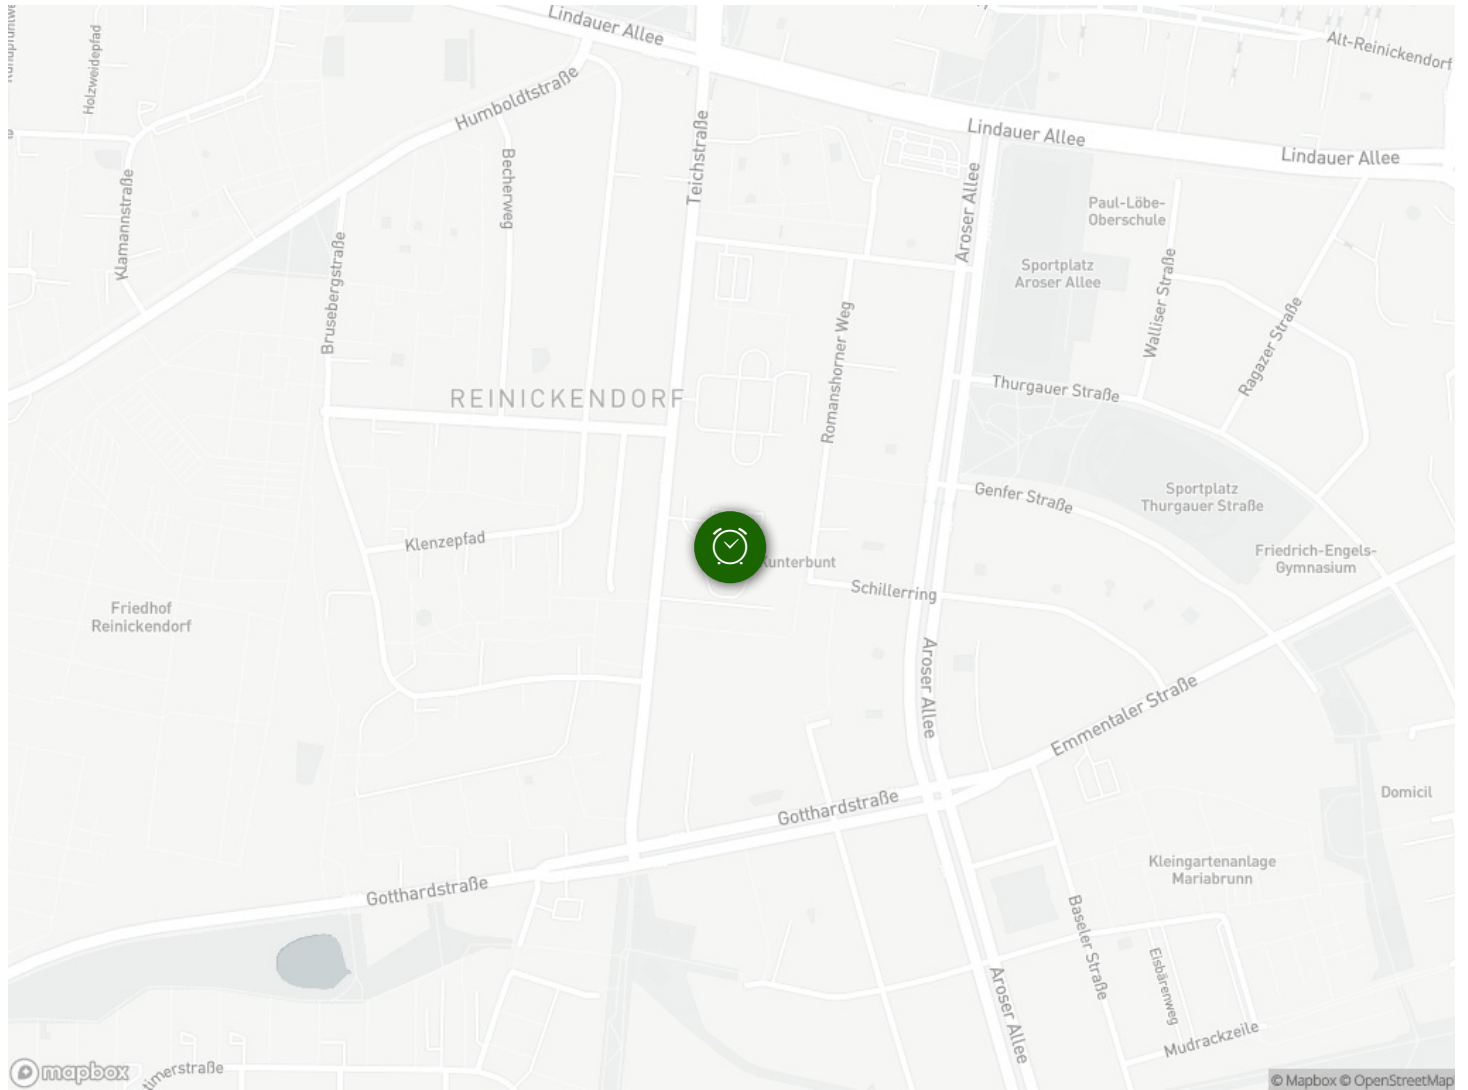 Lindauer Allee
Alt-Reinickendorf
Holzweidepfad
Humboldtstraße
Lindauer Allee
Lindauer Allee
Teichstraße
Becherweg
Aroser Allee
Klamannstraße
Paul-Löbe-
Oberschule
Brusebergstraße
Sportplatz
Aroser Allee
Walliser Straße
Ragazer Straße
Romanshorner Weg
REINICKENDORF
Thurgauer Straße
Genfer Straße
Sportplatz
Thurgauer Straße
Klenzepfad
Kunterbunt
Friedrich-Engels-
Gymnasium
Schillerring
Friedhof
Reinickendorf
Aroser Allee
Emmentaler Straße
Gotthardstraße
Domicil
Kleingartenanlage
Mariabrunn
Gotthardstraße
Baseler Straße
Eisbärenweg
Aroser Allee
Mudrackzeile
mapbox
timerstraße
© Mapbox © OpenStreetMap